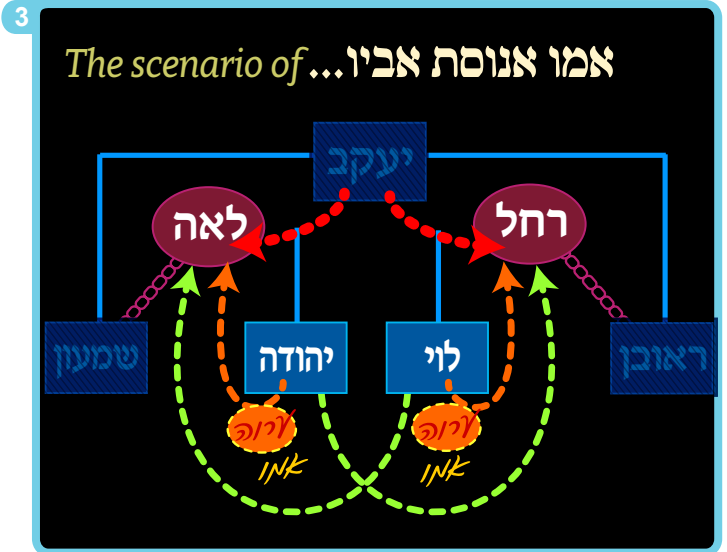 3
The scenario of...אמו אנוסת אביו
יעקב
לאה
רחל
שמעון
יהודה
לוי
ראובן
ערוה
ערוה
אמו
אמו